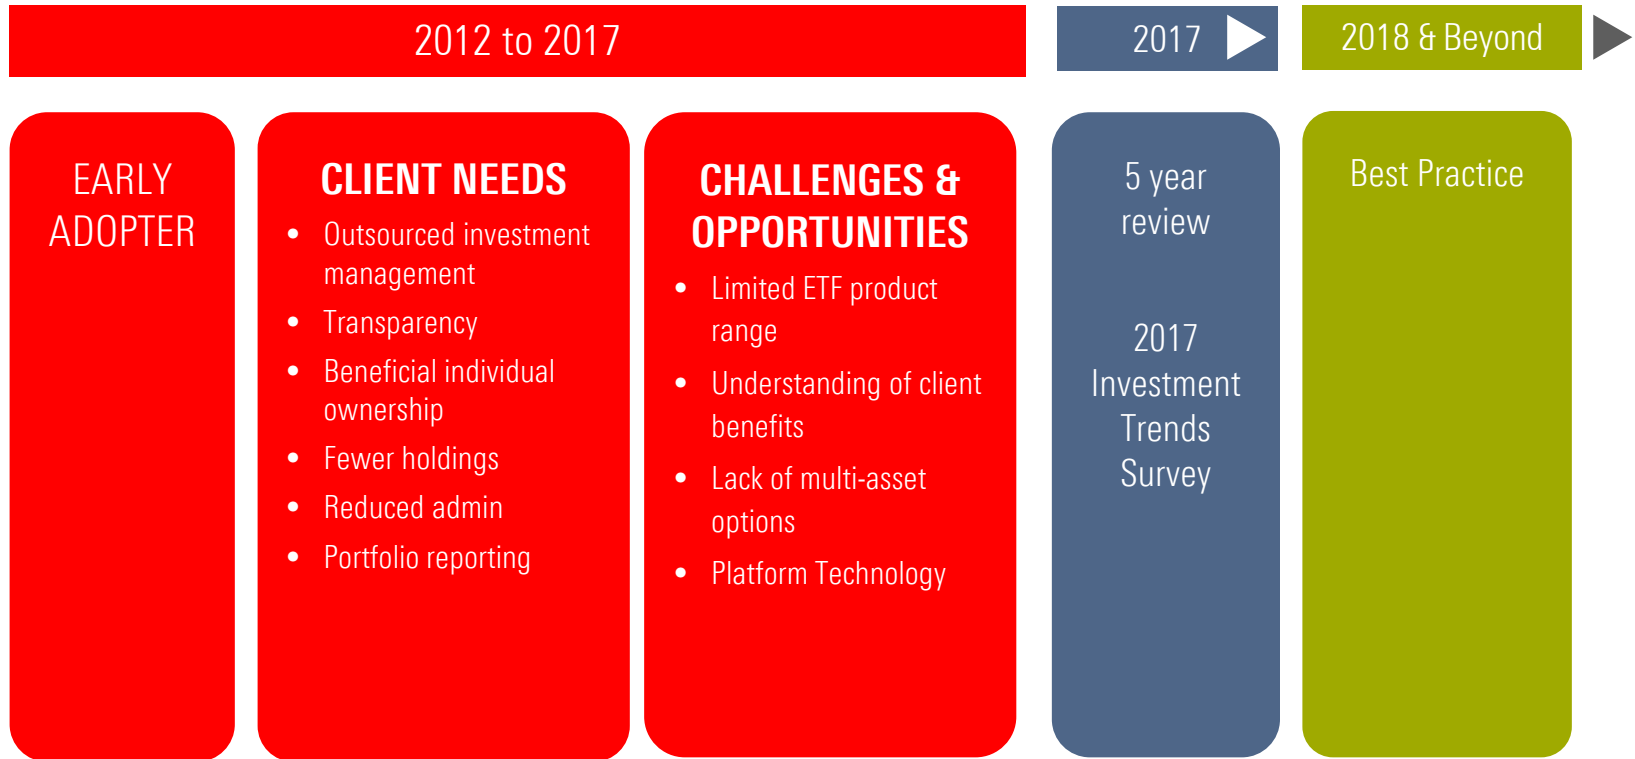 2012 to 2017
2017
2018 & Beyond
EARLY
ADOPTER
CLIENT NEEDS
• Outsourced investment
management
• Transparency
• Beneficial individual
ownership
• Fewer holdings
• Reduced admin
• Portfolio reporting
CHALLENGES &
OPPORTUNITIES
• Limited ETF product
range
• Understanding of client
benefits
• Lack of multi-asset
options
• Platform Technology
5 year
review
2017
Investment
Trends
Survey
Best Practice